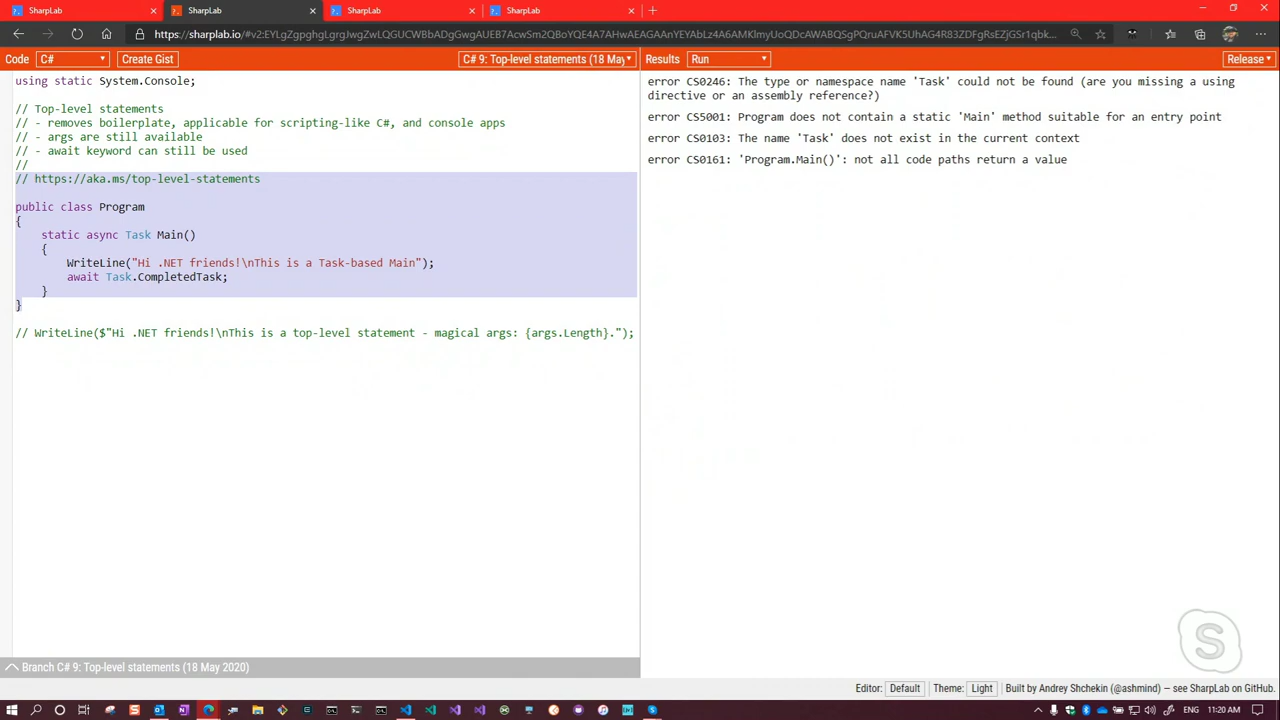 SharpLab × SharpLab × SharpLab × SharpLab × +
https://sharplab.io/#v2:EYLgZgpghgLgrgJwgZwLQGUCWBbADgGwgAUEB7AcwSm2QBoYQE4A7AHwAEAGAAnYEYAbLz4A6AMKlmyUoQDcAWABQSgPQruAFVK5UhAG4R83ZDFgRsEZjGSr1qbk...
Code C# Create Gist C# 9: Top-level statements (18 May
Results Run Release
using static System.Console;
// Top-level statements
// - removes boilerplate, applicable for scripting-like C#, and console apps
// - args are still available
// - await keyword can still be used
//
// https://aka.ms/top-level-statements
public class Program
{
static async Task Main()
{
WriteLine("Hi .NET friends!\nThis is a Task-based Main");
await Task.CompletedTask;
}
}
// WriteLine($"Hi .NET friends!\nThis is a top-level statement - magical args: {args.Length}.");
error CS0246: The type or namespace name 'Task' could not be found (are you missing a using
directive or an assembly reference?)
error CS5001: Program does not contain a static 'Main' method suitable for an entry point
error CS0103: The name 'Task' does not exist in the current context
error CS0161: 'Program.Main()': not all code paths return a value
Branch C# 9: Top-level statements (18 May 2020)
Editor: Default Theme: Light Built by Andrey Shchekin (@ashmind) — see SharpLab on GitHub.
ENG 11:20 AM